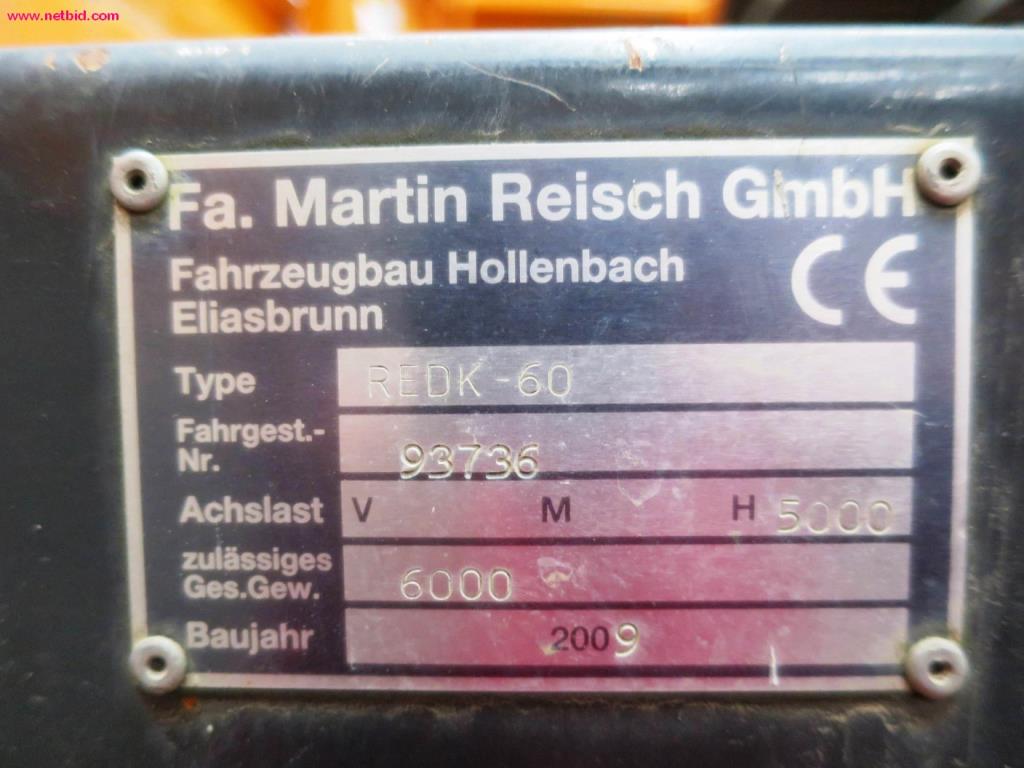 www.netbid.com
Fa. Martin Reisch GmbH
Fahrzeugbau Hollenbach
Eliasbrunn
CE
Type REDK-60
Fahrgest.-
Nr. 93736
Achslast V M H 5000
zulässiges
Ges.Gew. 6000
Baujahr 2009